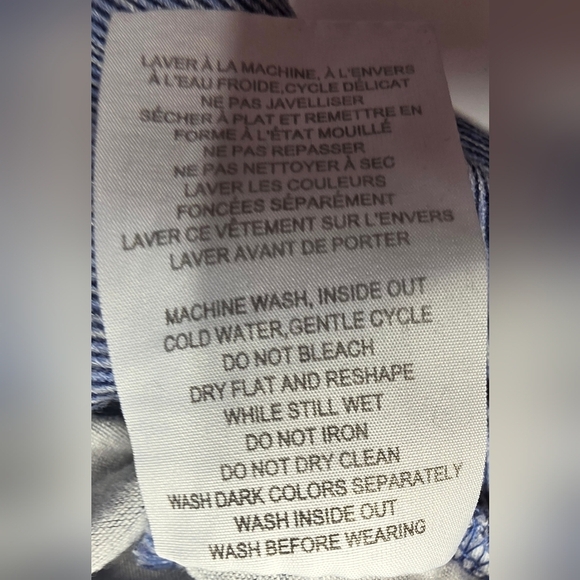 LAVER À LA MACHINE, À L'ENVERS
À L'EAU FROIDE,CYCLE DÉLICAT
NE PAS JAVELLISER
SÉCHER À PLAT ET REMETTRE EN
FORME À L'ÉTAT MOUILLÉ
NE PAS REPASSER
NE PAS NETTOYER À SEC
LAVER LES COULEURS
FONCÉES SÉPARÉMENT
LAVER CE VÊTEMENT SUR L'ENVERS
LAVER AVANT DE PORTER
MACHINE WASH, INSIDE OUT
COLD WATER,GENTLE CYCLE
DO NOT BLEACH
DRY FLAT AND RESHAPE
WHILE STILL WET
DO NOT IRON
DO NOT DRY CLEAN
WASH DARK COLORS SEPARATELY
WASH INSIDE OUT
WASH BEFORE WEARING